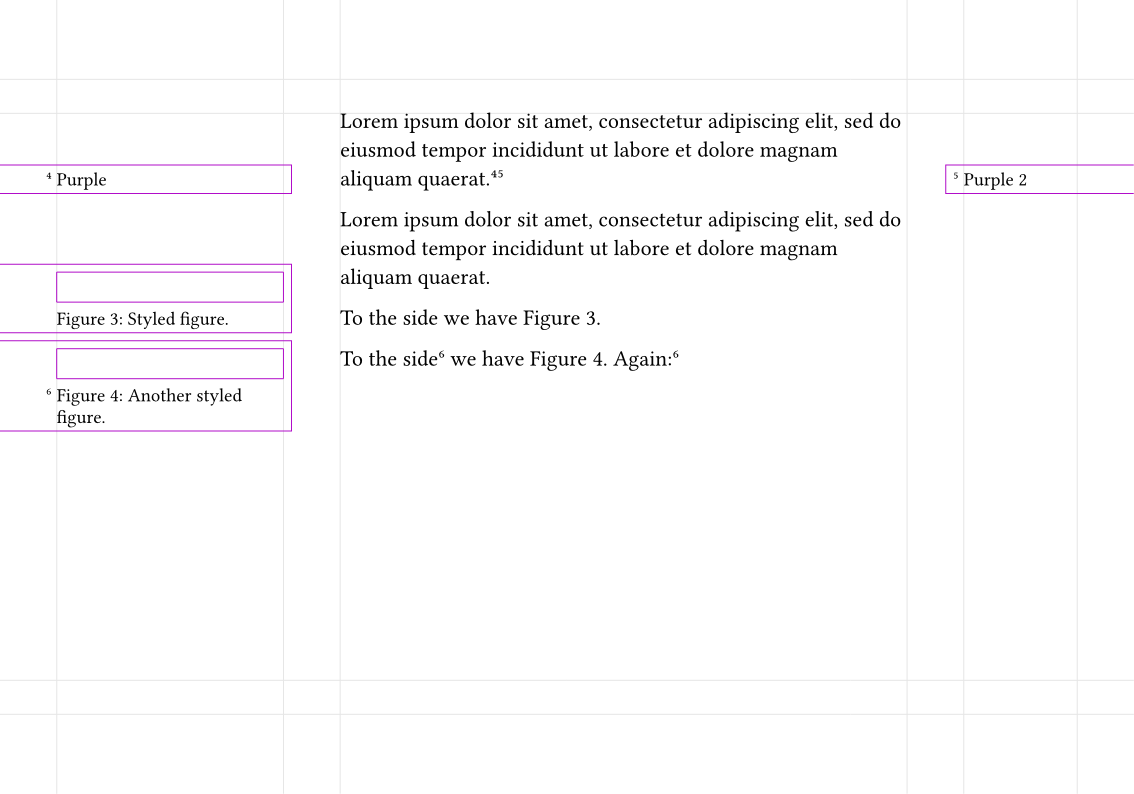 Lorem ipsum dolor sit amet, consectetur adipiscing elit, sed do
eiusmod tempor incididunt ut labore et dolore magnam
aliquam quaerat.⁴⁵
⁴ Purple
⁵ Purple 2
Lorem ipsum dolor sit amet, consectetur adipiscing elit, sed do
eiusmod tempor incididunt ut labore et dolore magnam
aliquam quaerat.
To the side we have Figure 3.
Figure 3: Styled figure.
To the side⁶ we have Figure 4. Again:⁶
⁶ Figure 4: Another styled
figure.